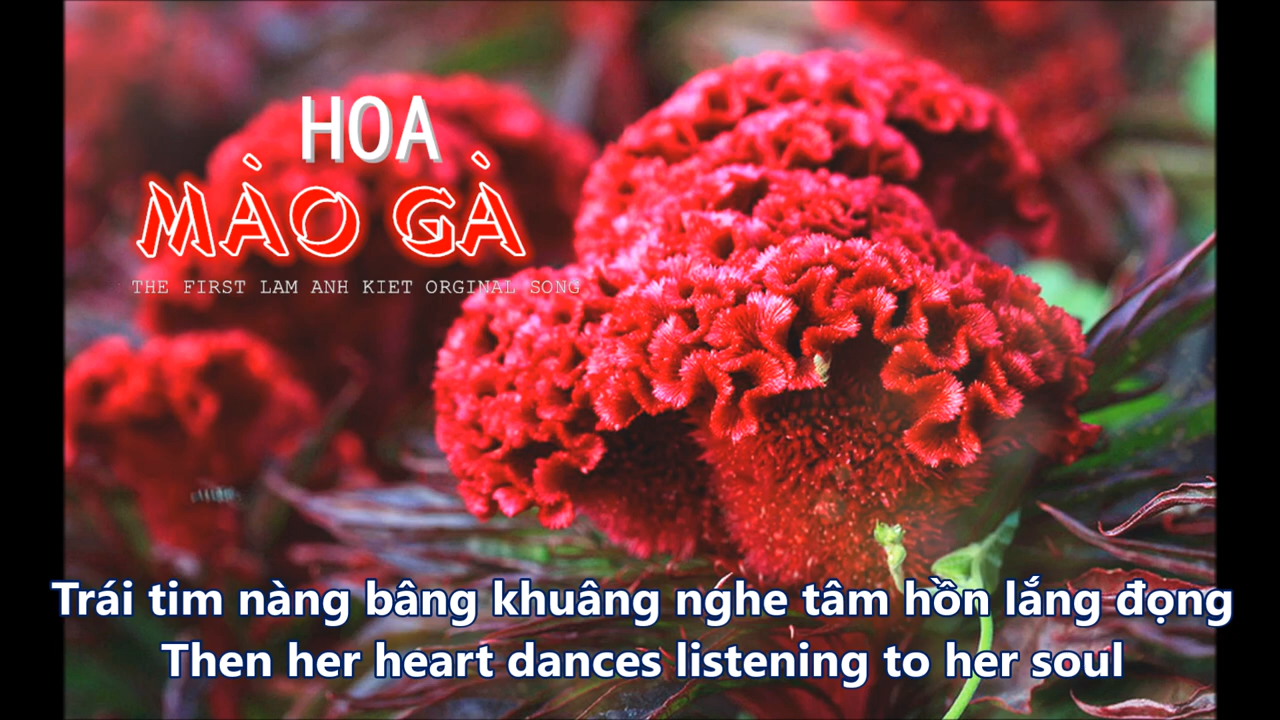 HOA
MÀO GÀ
THE FIRST LAM ANH KIET ORGINAL SONG
Trái tim nàng bâng khuâng nghe tâm hồn lắng đọng
Then her heart dances listening to her soul